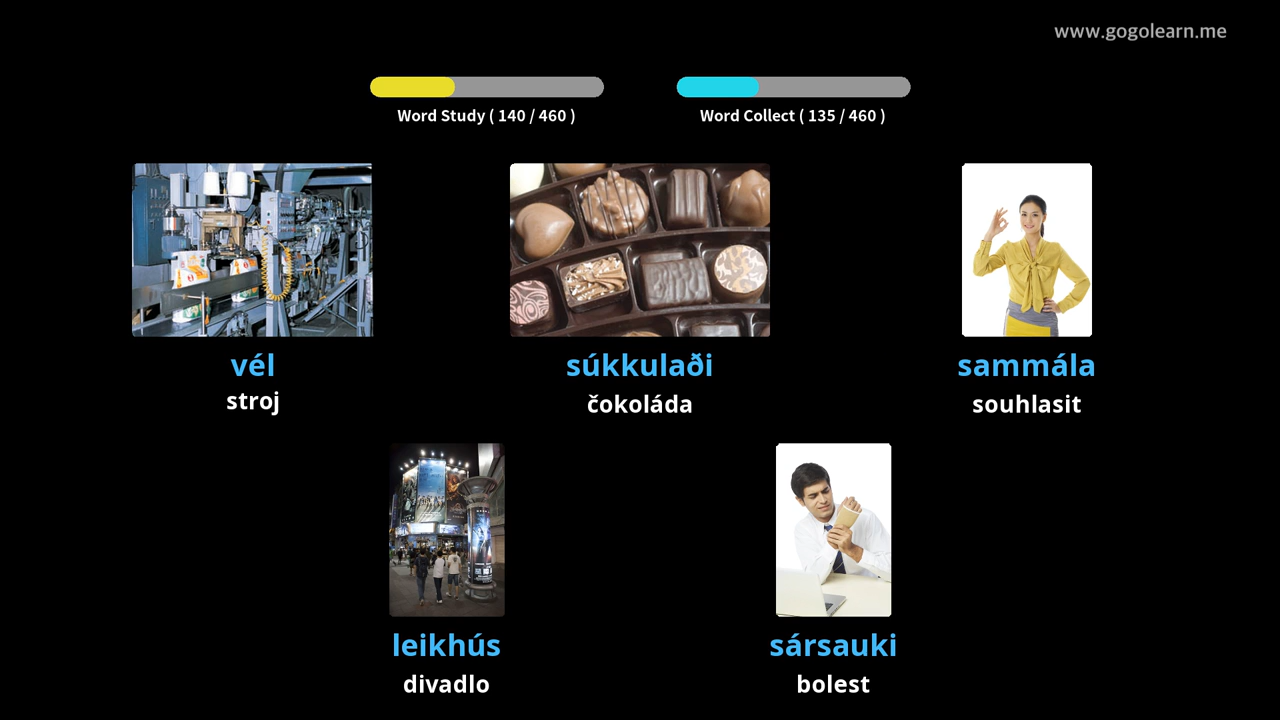 www.gogolearn.me
Word Study ( 140 / 460 )
Word Collect ( 135 / 460 )
vél
stroj
súkkulaði
čokoláda
sammála
souhlasit
leikhús
divadlo
sársauki
bolest